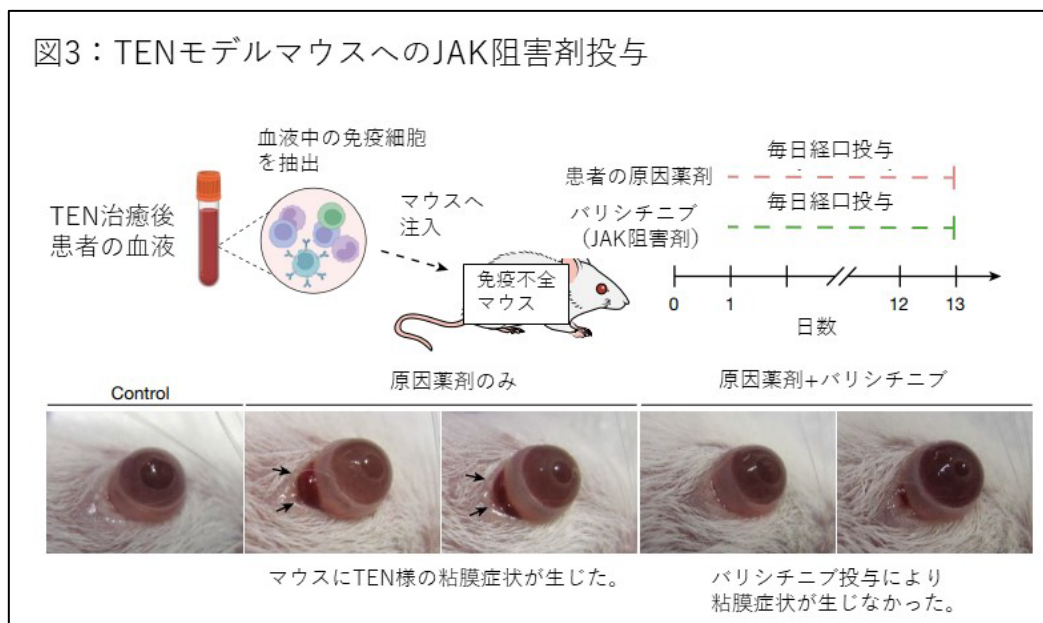 図3：TENモデルマウスへのJAK阻害剤投与
血液中の免疫細胞
を抽出
TEN治癒後
患者の血液
マウスへ
注入
免疫不全
マウス
毎日経口投与
患者の原因薬剤
毎日経口投与
バリシチニブ
（JAK阻害剤）
0 1 12 13
日数
Control
原因薬剤のみ
原因薬剤+バリシチニブ
マウスにTEN様の粘膜症状が生じた。
バリシチニブ投与により
粘膜症状が生じなかった。